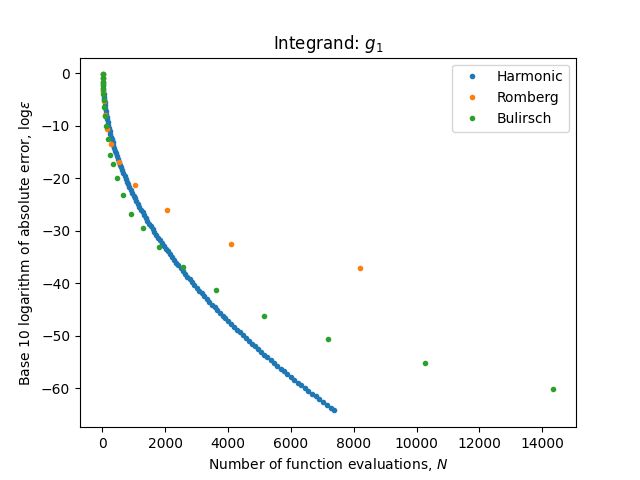 Integrand: g₁
Harmonic
Romberg
Bulirsch
Base 10 logarithm of absolute error, logε
0
−10
−20
−30
−40
−50
−60
0 2000 4000 6000 8000 10000 12000 14000
Number of function evaluations, N